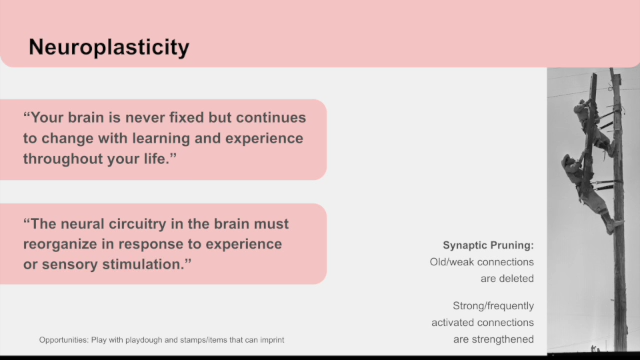 Neuroplasticity
“Your brain is never fixed but continues
to change with learning and experience
throughout your life.”
“The neural circuitry in the brain must
reorganize in response to experience
or sensory stimulation.”
Synaptic Pruning:
Old/weak connections
are deleted
Strong/frequently
activated connections
are strengthened
Opportunities: Play with playdough and stamps/items that can imprint